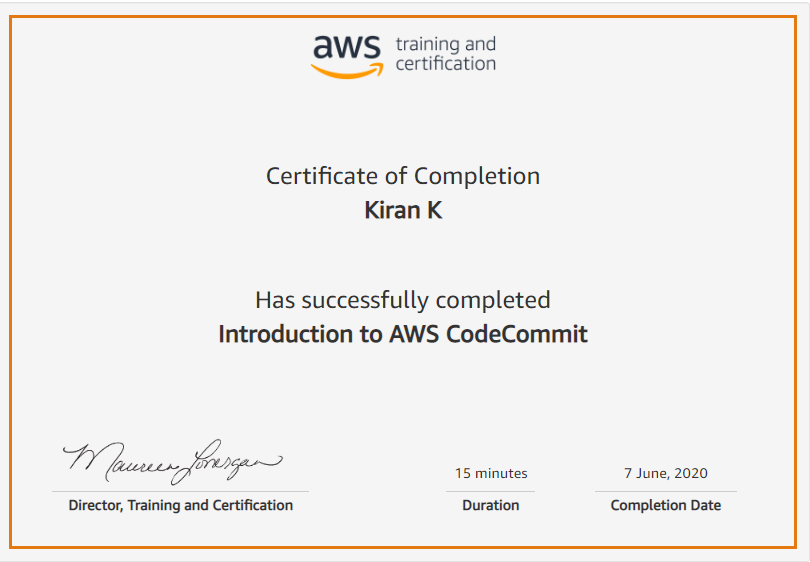 aws training and
certification
Certificate of Completion
Kiran K
Has successfully completed
Introduction to AWS CodeCommit
Maureen Lonergan
15 minutes
7 June, 2020
Director, Training and Certification
Duration
Completion Date